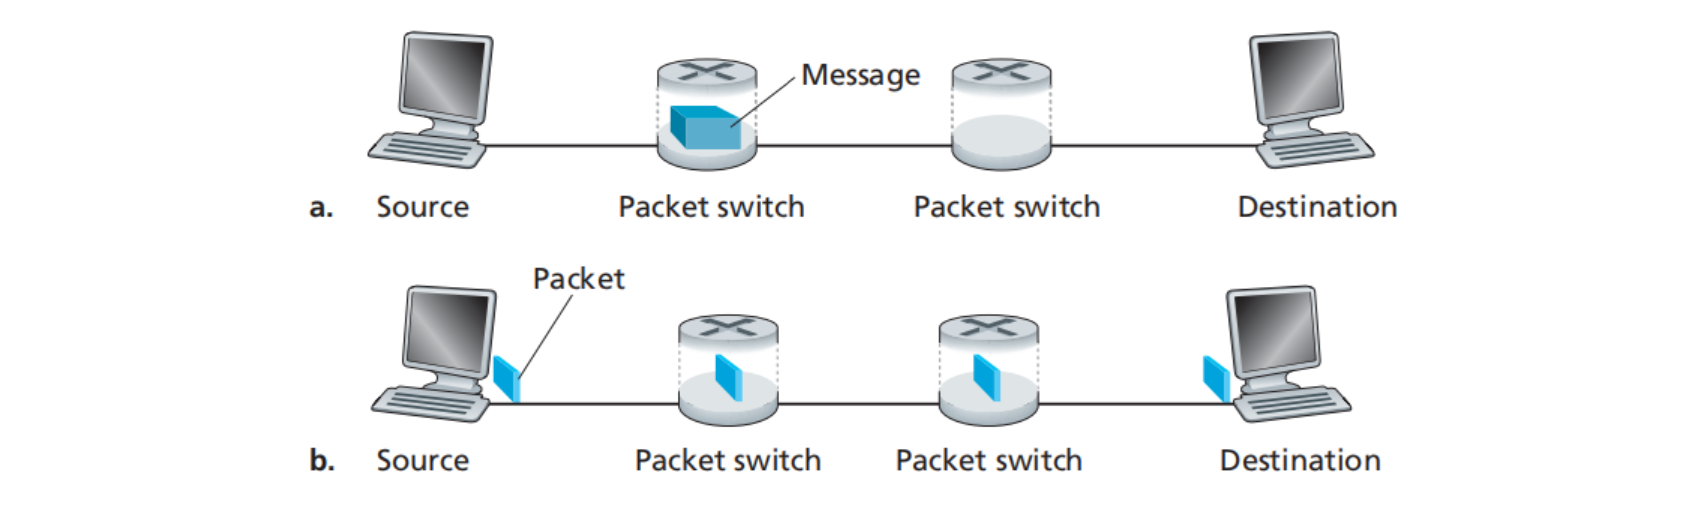 Message
a. Source Packet switch Packet switch Destination
Packet
b. Source Packet switch Packet switch Destination